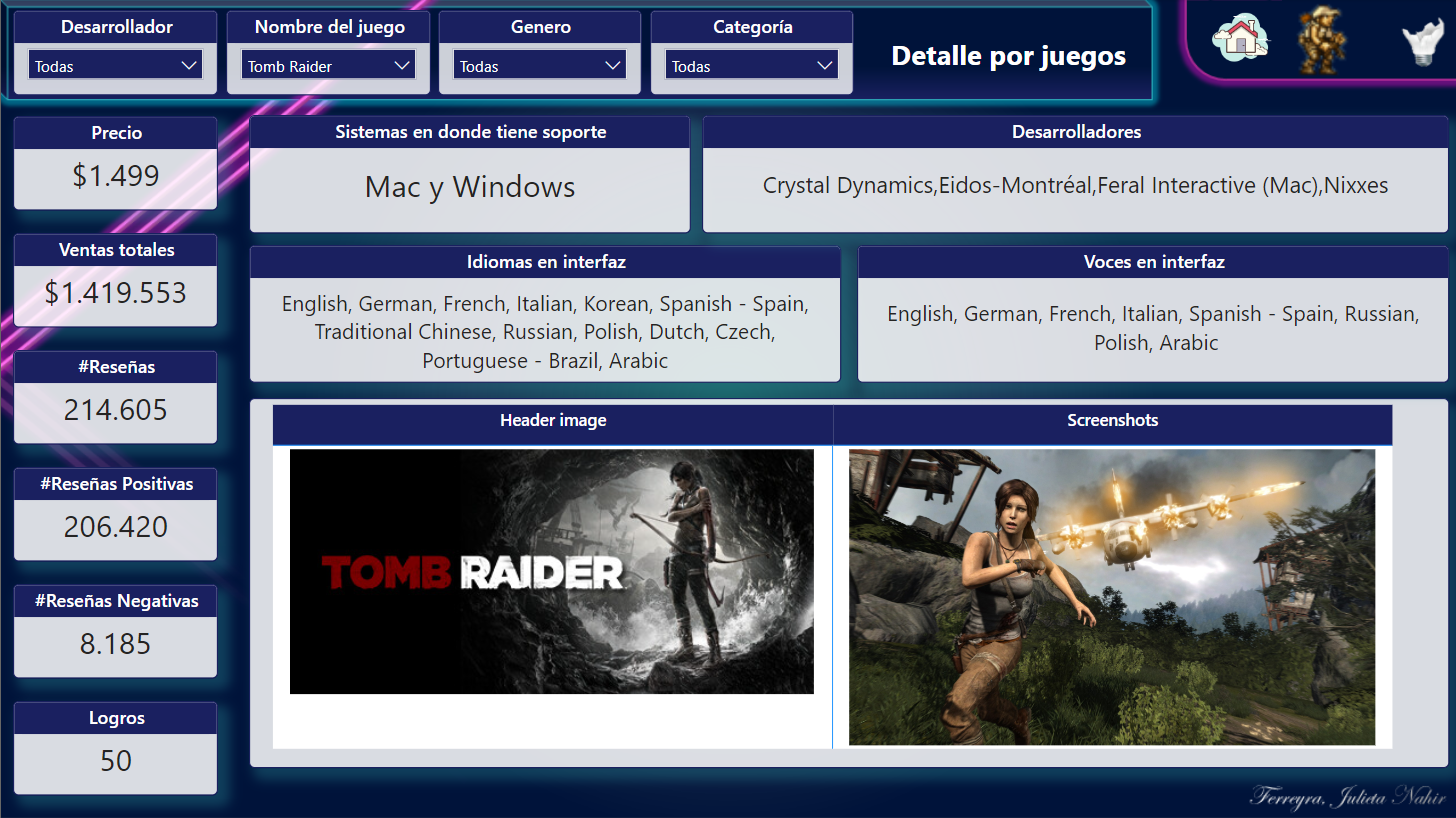 Desarrollador
Todas
Nombre del juego
Tomb Raider
Genero
Todas
Categoría
Todas
Detalle por juegos
Precio
$1.499
Ventas totales
$1.419.553
#Reseñas
214.605
#Reseñas Positivas
206.420
#Reseñas Negativas
8.185
Logros
50
Sistemas en donde tiene soporte
Mac y Windows
Desarrolladores
Crystal Dynamics,Eidos-Montréal,Feral Interactive (Mac),Nixxes
Idiomas en interfaz
English, German, French, Italian, Korean, Spanish - Spain,
Traditional Chinese, Russian, Polish, Dutch, Czech,
Portuguese - Brazil, Arabic
Voces en interfaz
English, German, French, Italian, Spanish - Spain, Russian,
Polish, Arabic
Header image
Screenshots
TOMB RAIDER
Ferreyra, Julieta Nahir